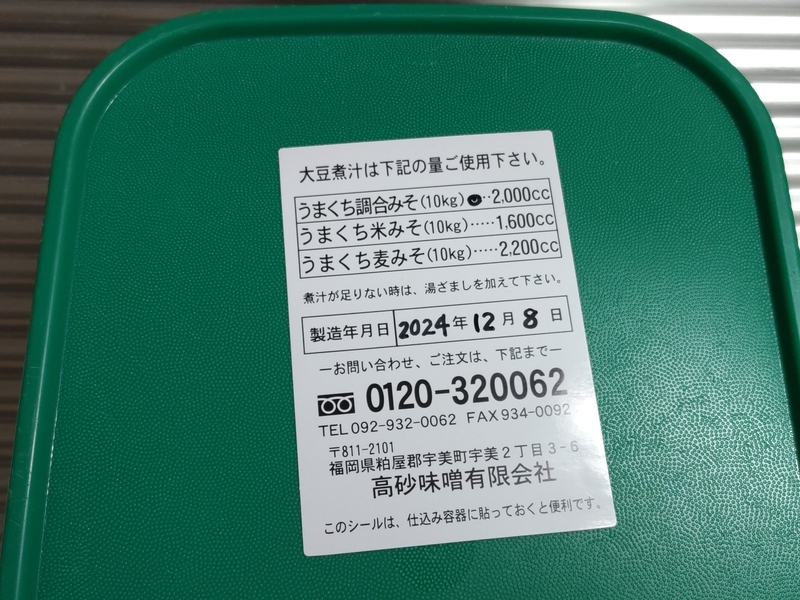 大豆煮汁は下記の量ご使用下さい。
うまくち調合みそ(10kg)●‥2,000cc
うまくち米みそ(10kg)‥‥‥1,600cc
うまくち麦みそ(10kg)‥‥‥2,200cc
煮汁が足りない時は、湯ざましを加えて下さい。
製造年月日 2024年 12月 8日
―お問い合わせ、ご注文は、下記まで―
0120-320062
TEL092-932-0062 FAX934-0092
〒811-2101
福岡県粕屋郡宇美町宇美2丁目3-6
高砂味噌有限会社
このシールは、仕込み容器に貼っておくと便利です。